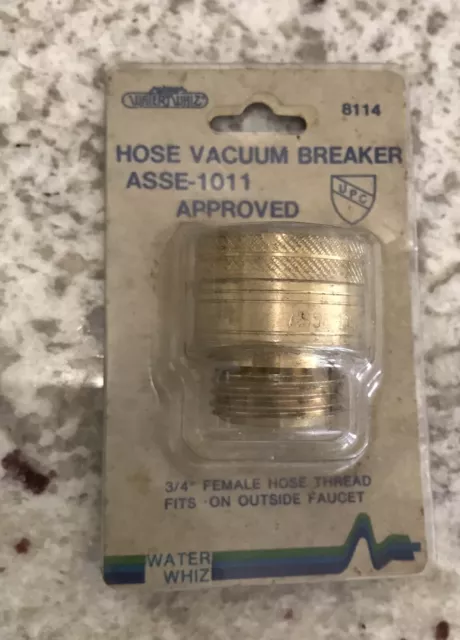 WATER WHIZ
8114
HOSE VACUUM BREAKER
ASSE-1011
APPROVED
U.P.C
3/4" FEMALE HOSE THREAD
FITS ON OUTSIDE FAUCET
WATER
WHIZ